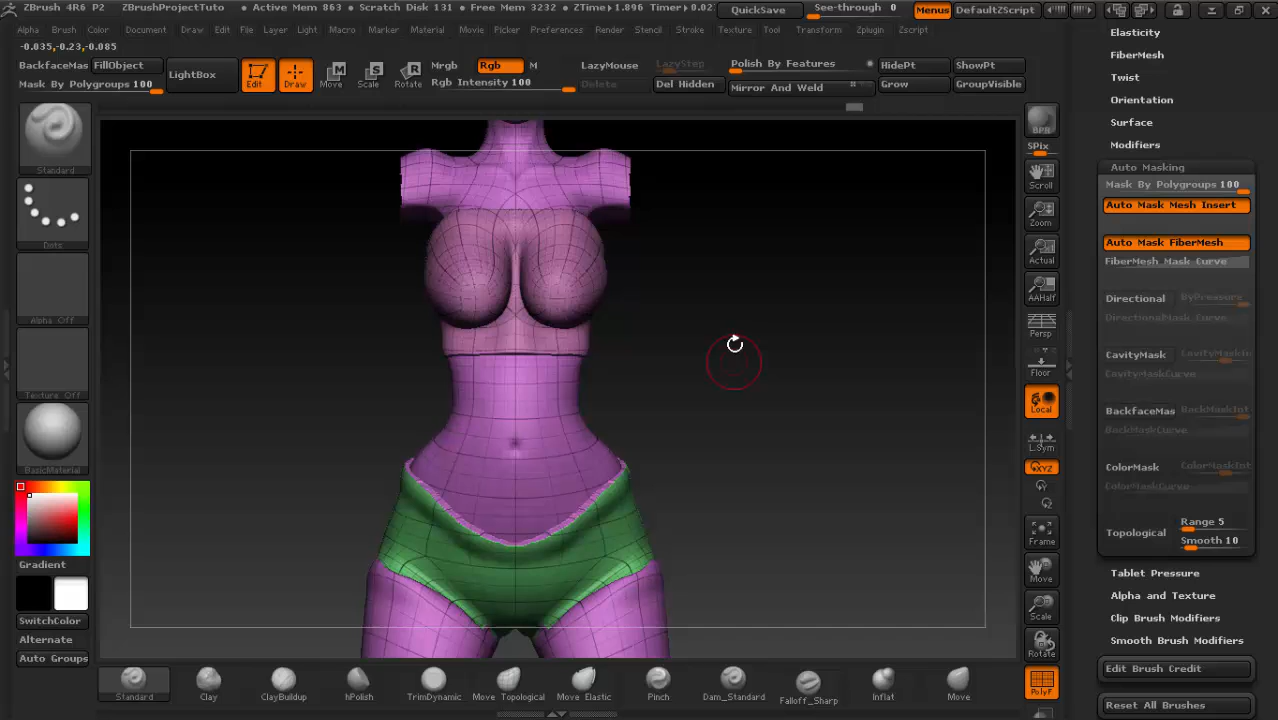 ZBrush 4R6 P2 ZBrushProjectTuto • Active Mem 863 • Scratch Disk 131 • Free Mem 3232 • ZTime▸1.896 Timer▸0.02 QuickSave See-through 0 Menus DefaultZScript
Alpha Brush Color Document Draw Edit File Layer Light Macro Marker Material Movie Picker Preferences Render Stencil Stroke Texture Tool Transform Zplugin Zscript
-0.035,-0.23,-0.085
BackfaceMas FillObject LightBox Edit Draw Move Scale Rotate Mrgb Rgb M LazyMouse LazyStep Polish By Features HidePt ShowPt
Mask By Polygroups 100 Rgb Intensity 100 Delete Del Hidden Mirror And Weld Grow GroupVisible
Standard
Dots
Alpha Off
Texture Off
BasicMaterial
Gradient
SwitchColor
Alternate
Auto Groups
BPR
SPix
Scroll
Zoom
Actual
AAHalf
Persp
Floor
Local
L.Sym
XYZ
Frame
Move
Scale
Rotate
PolyF
Elasticity
FiberMesh
Twist
Orientation
Surface
Modifiers
Auto Masking
Mask By Polygroups 100
Auto Mask Mesh Insert
Auto Mask FiberMesh
FiberMesh Mask Curve
Directional ByPressure
DirectionalMask Curve
CavityMask CavityMaskIn
CavityMaskCurve
BackfaceMas BackMaskInt
BackMaskCurve
ColorMask ColorMaskInt
ColorMaskCurve
Topological Range 5
Smooth 10
Tablet Pressure
Alpha and Texture
Clip Brush Modifiers
Smooth Brush Modifiers
Edit Brush Credit
Reset All Brushes
Standard Clay ClayBuildup hPolish TrimDynamic Move Topological Move Elastic Pinch Dam_Standard Falloff_Sharp Inflat Move